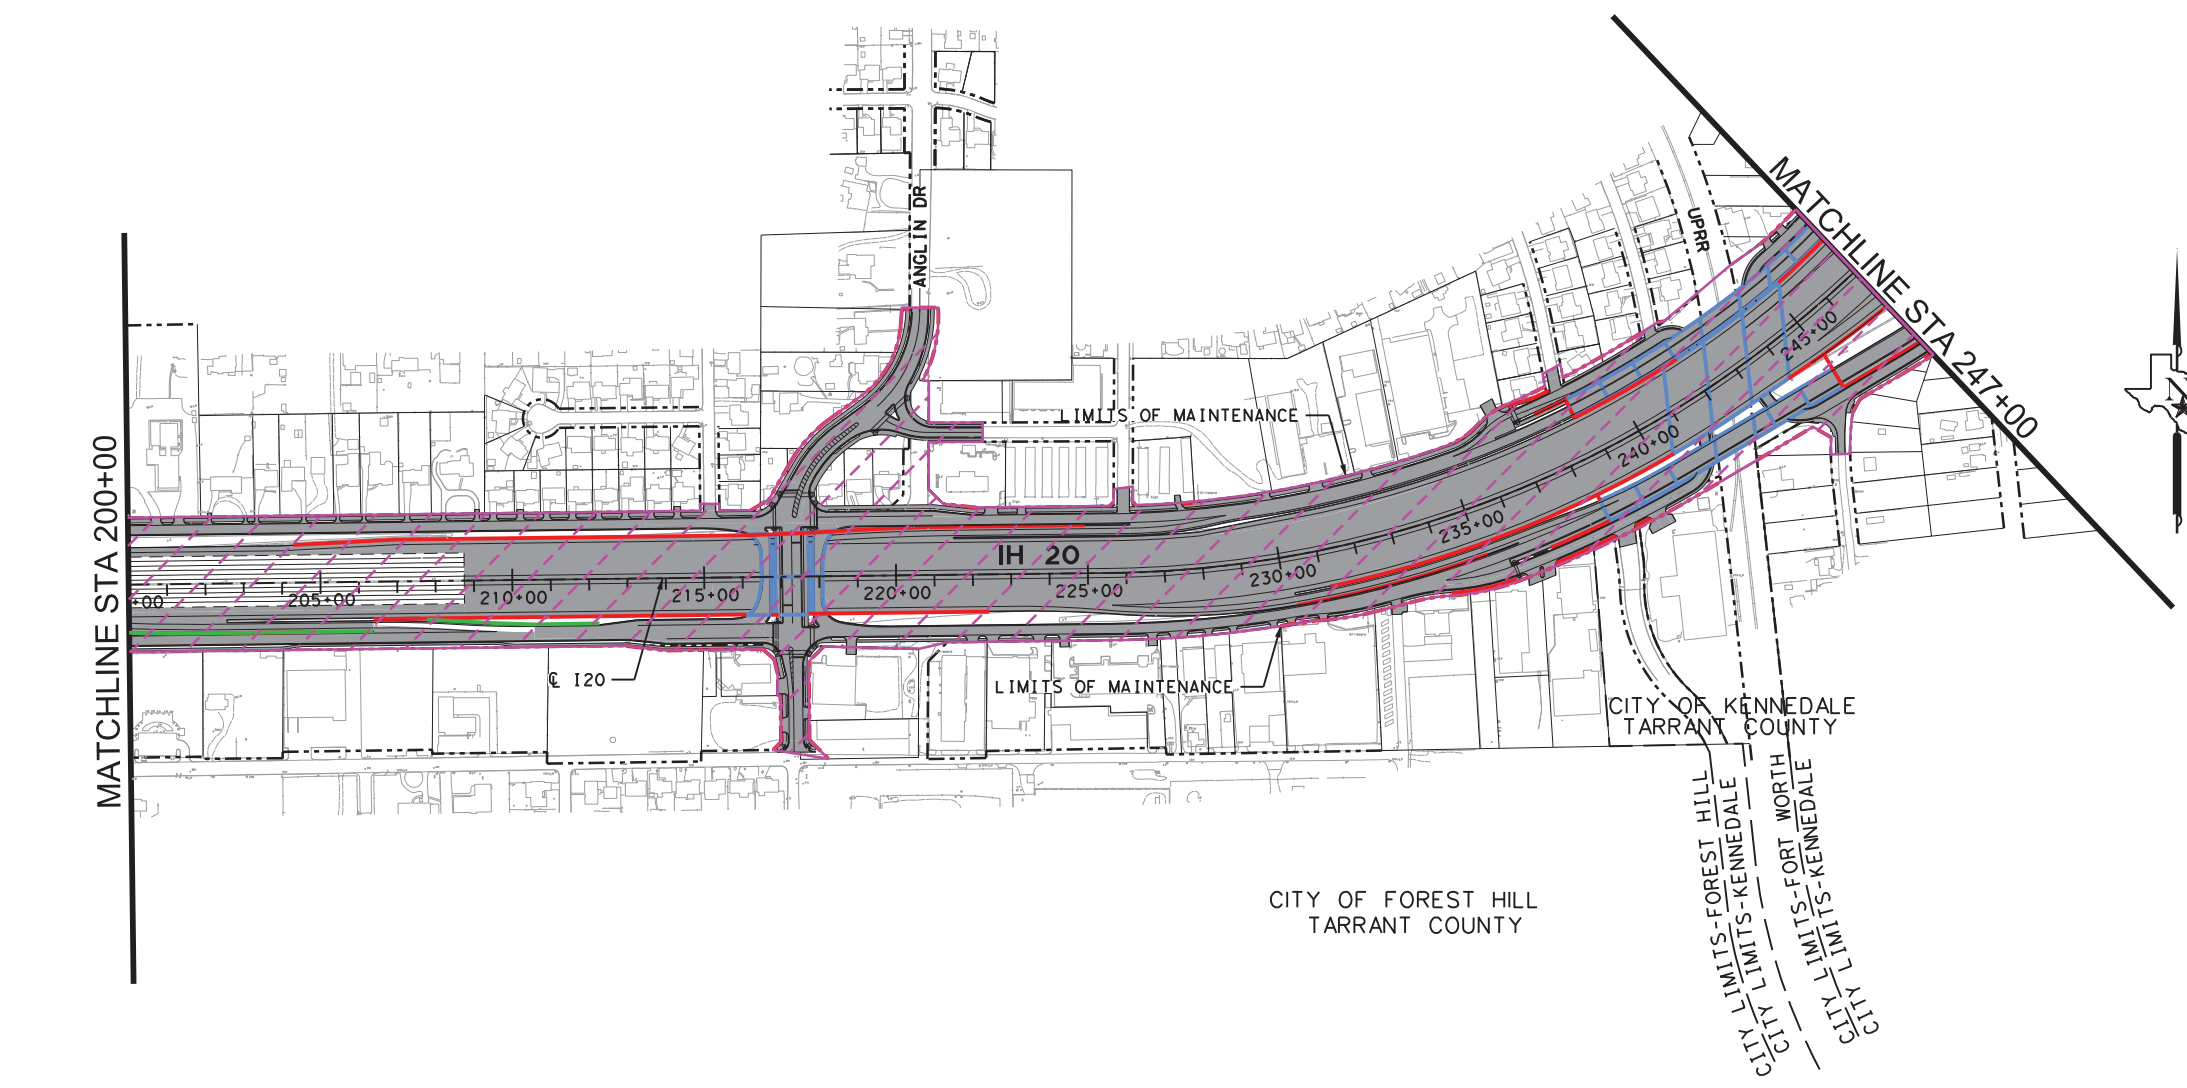 MATCHLINE STA 200+00
ANGLIN DR
UPRR
MATCHLINE STA 247+00
LIMITS OF MAINTENANCE
IH 20
+00
205+00
210+00
215+00
220+00
225+00
230+00
235+00
240+00
245+00
℄ I20
LIMITS OF MAINTENANCE
CITY OF KENNEDALE
TARRANT COUNTY
CITY OF FOREST HILL
TARRANT COUNTY
CITY LIMITS-FOREST HILL
CITY LIMITS-KENNEDALE
CITY LIMITS-FORT WORTH
CITY LIMITS-KENNEDALE
N